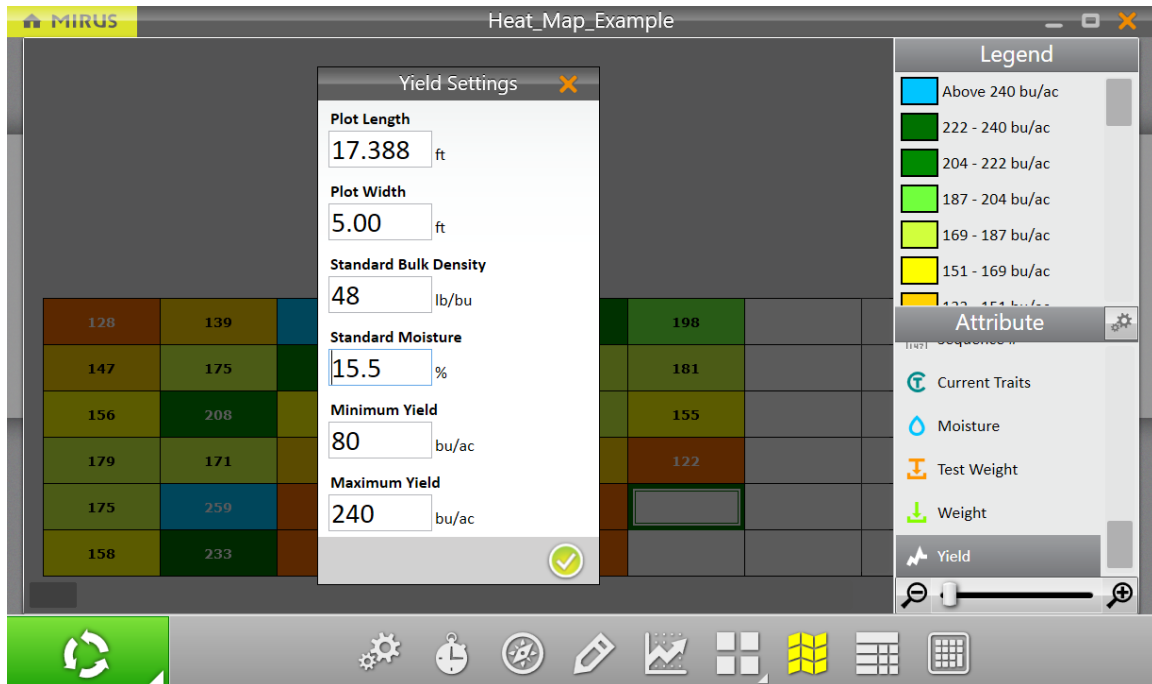 MIRUS
Heat_Map_Example
Yield Settings
Plot Length
17.388 ft
Plot Width
5.00 ft
Standard Bulk Density
48 lb/bu
Standard Moisture
15.5 %
Minimum Yield
80 bu/ac
Maximum Yield
240 bu/ac
128 139 198
147 175 181
156 208 155
179 171 122
175 259
158 233
Legend
Above 240 bu/ac
222 - 240 bu/ac
204 - 222 bu/ac
187 - 204 bu/ac
169 - 187 bu/ac
151 - 169 bu/ac
Attribute
Current Traits
Moisture
Test Weight
Weight
Yield